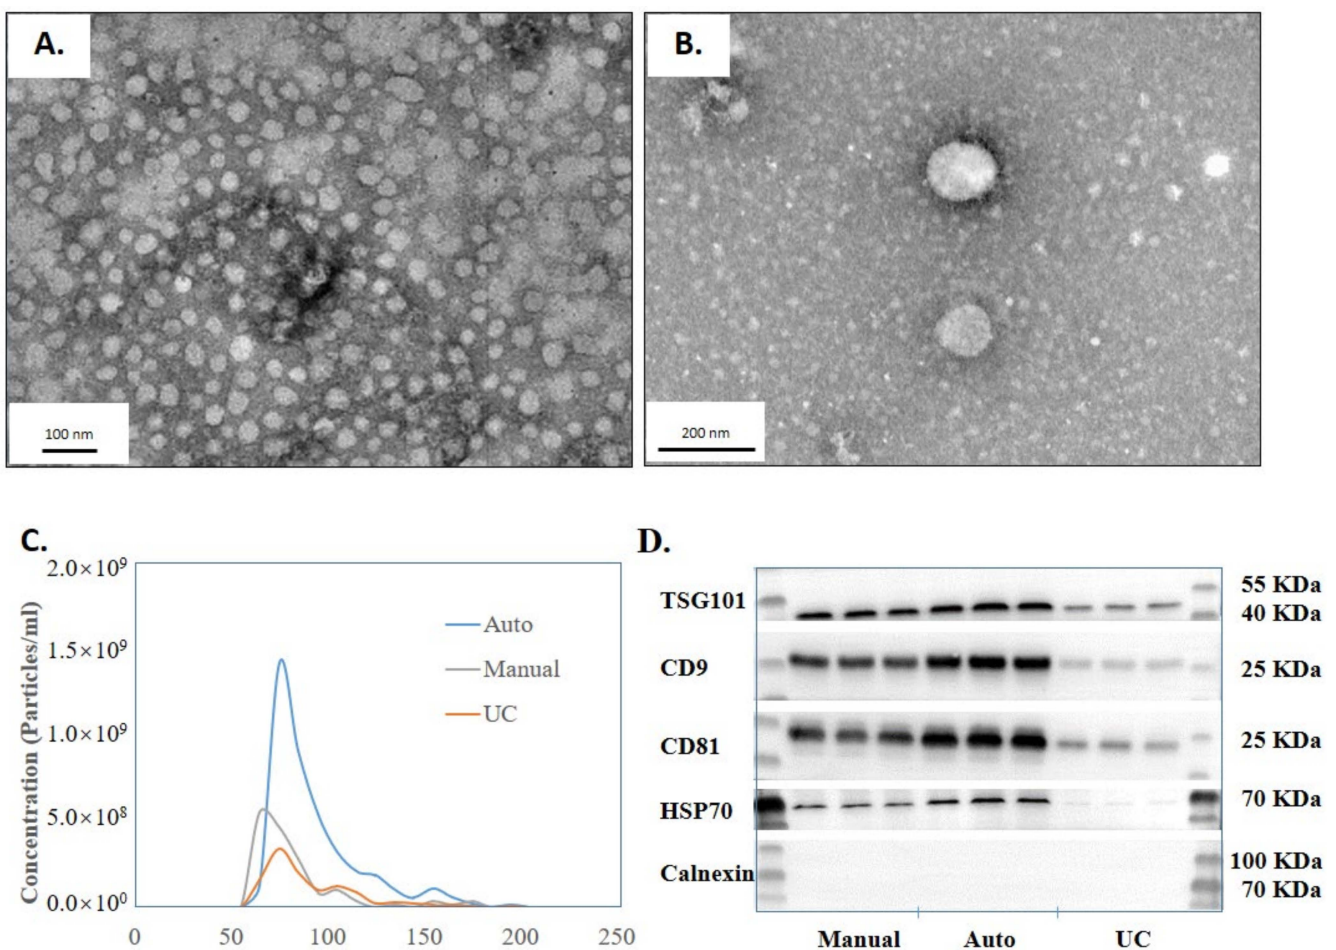 A.
B.
100 nm
200 nm
C.
D.
Concentration (Particles/ml)
2.0×10⁹
1.5×10⁹
1.0×10⁹
5.0×10⁸
0.0×10⁰
Auto
Manual
UC
0 50 100 150 200 250
TSG101
55 KDa
40 KDa
CD9
25 KDa
CD81
25 KDa
HSP70
70 KDa
Calnexin
100 KDa
70 KDa
Manual Auto UC